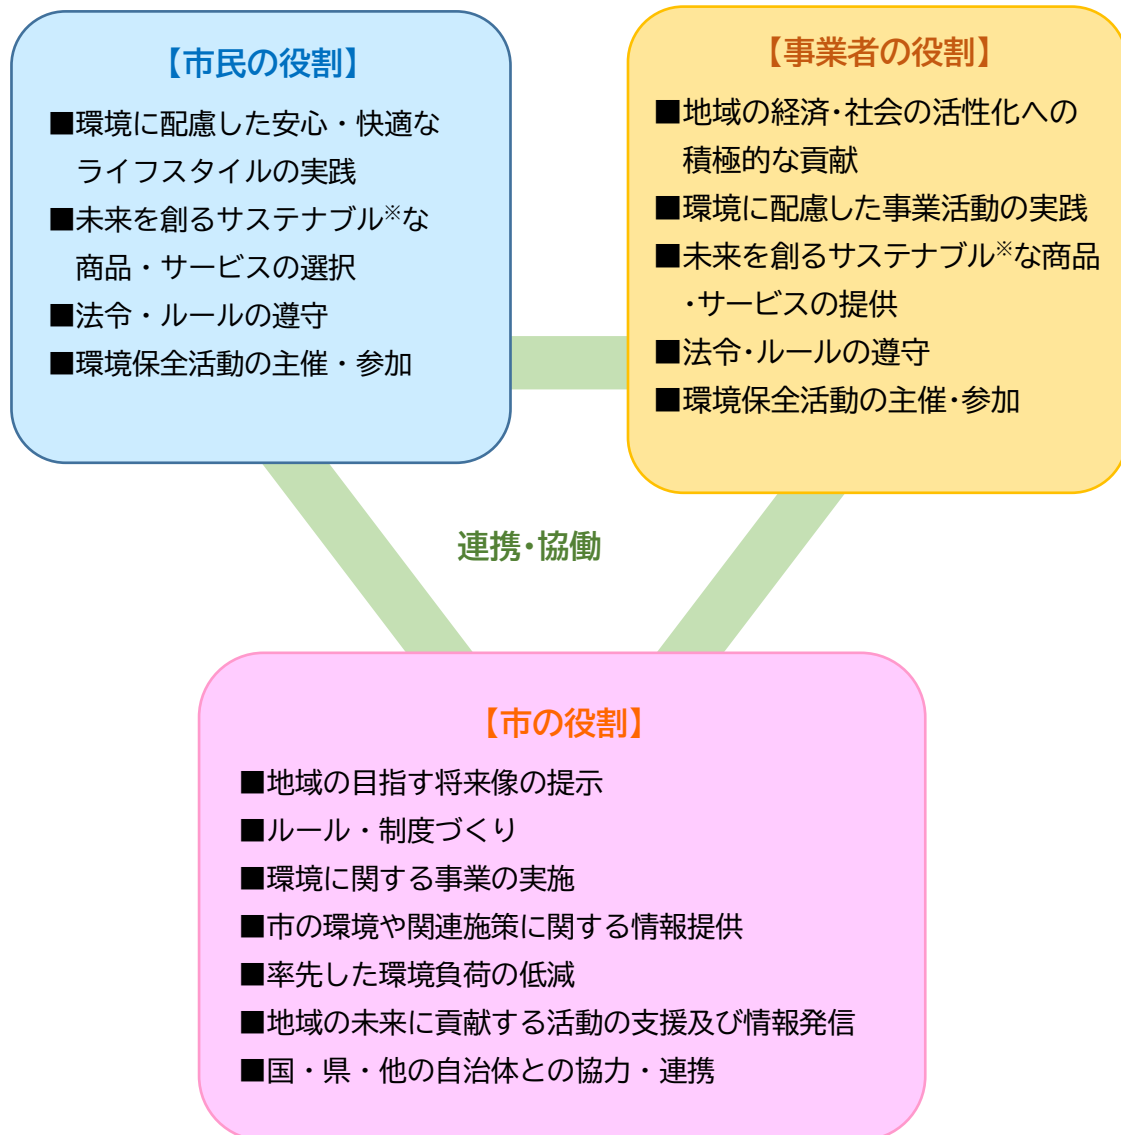 【市民の役割】
■環境に配慮した安心・快適な
ライフスタイルの実践
■未来を創るサステナブル※な
商品・サービスの選択
■法令・ルールの遵守
■環境保全活動の主催・参加
【事業者の役割】
■地域の経済・社会の活性化への
積極的な貢献
■環境に配慮した事業活動の実践
■未来を創るサステナブル※な商品
・サービスの提供
■法令・ルールの遵守
■環境保全活動の主催・参加
連携・協働
【市の役割】
■地域の目指す将来像の提示
■ルール・制度づくり
■環境に関する事業の実施
■市の環境や関連施策に関する情報提供
■率先した環境負荷の低減
■地域の未来に貢献する活動の支援及び情報発信
■国・県・他の自治体との協力・連携